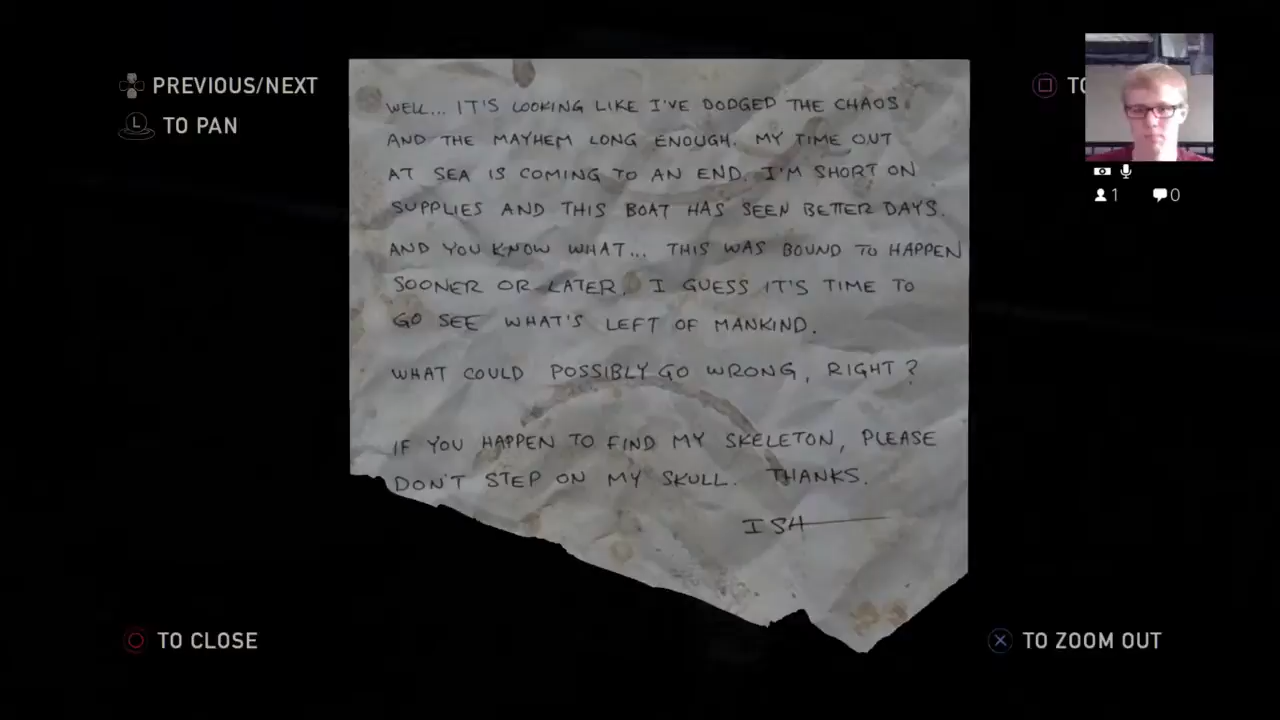 PREVIOUS/NEXT
L TO PAN
TO
1 0
WELL... IT'S LOOKING LIKE I'VE DODGED THE CHAOS
AND THE MAYHEM LONG ENOUGH. MY TIME OUT
AT SEA IS COMING TO AN END. I'M SHORT ON
SUPPLIES AND THIS BOAT HAS SEEN BETTER DAYS.
AND YOU KNOW WHAT... THIS WAS BOUND TO HAPPEN
SOONER OR LATER. I GUESS IT'S TIME TO
GO SEE WHAT'S LEFT OF MANKIND.
WHAT COULD POSSIBLY GO WRONG, RIGHT?
IF YOU HAPPEN TO FIND MY SKELETON, PLEASE
DON'T STEP ON MY SKULL. THANKS.
ISH
TO CLOSE
TO ZOOM OUT